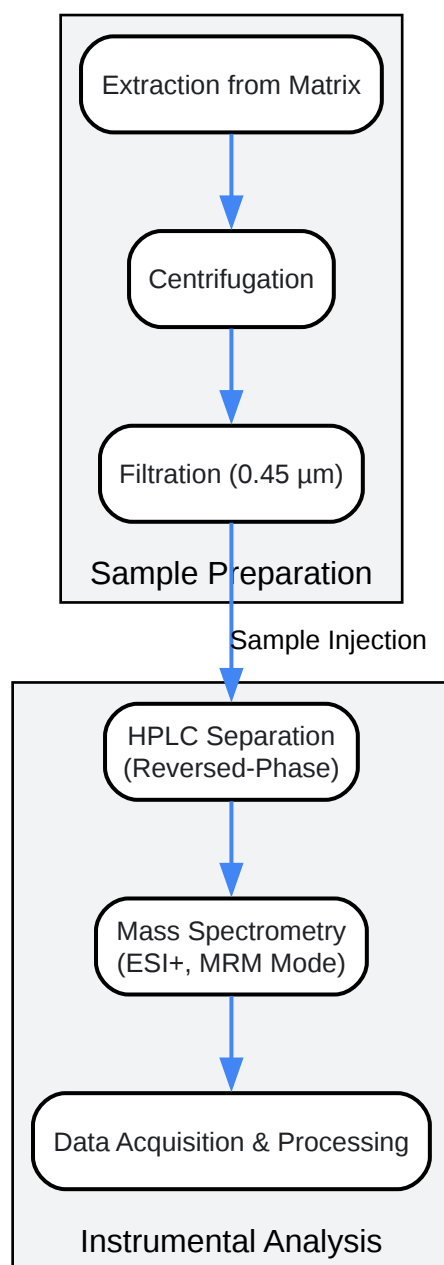 Extraction from Matrix
Centrifugation
Filtration (0.45 µm)
Sample Preparation
Sample Injection
HPLC Separation
(Reversed-Phase)
Mass Spectrometry
(ESI+, MRM Mode)
Data Acquisition & Processing
Instrumental Analysis